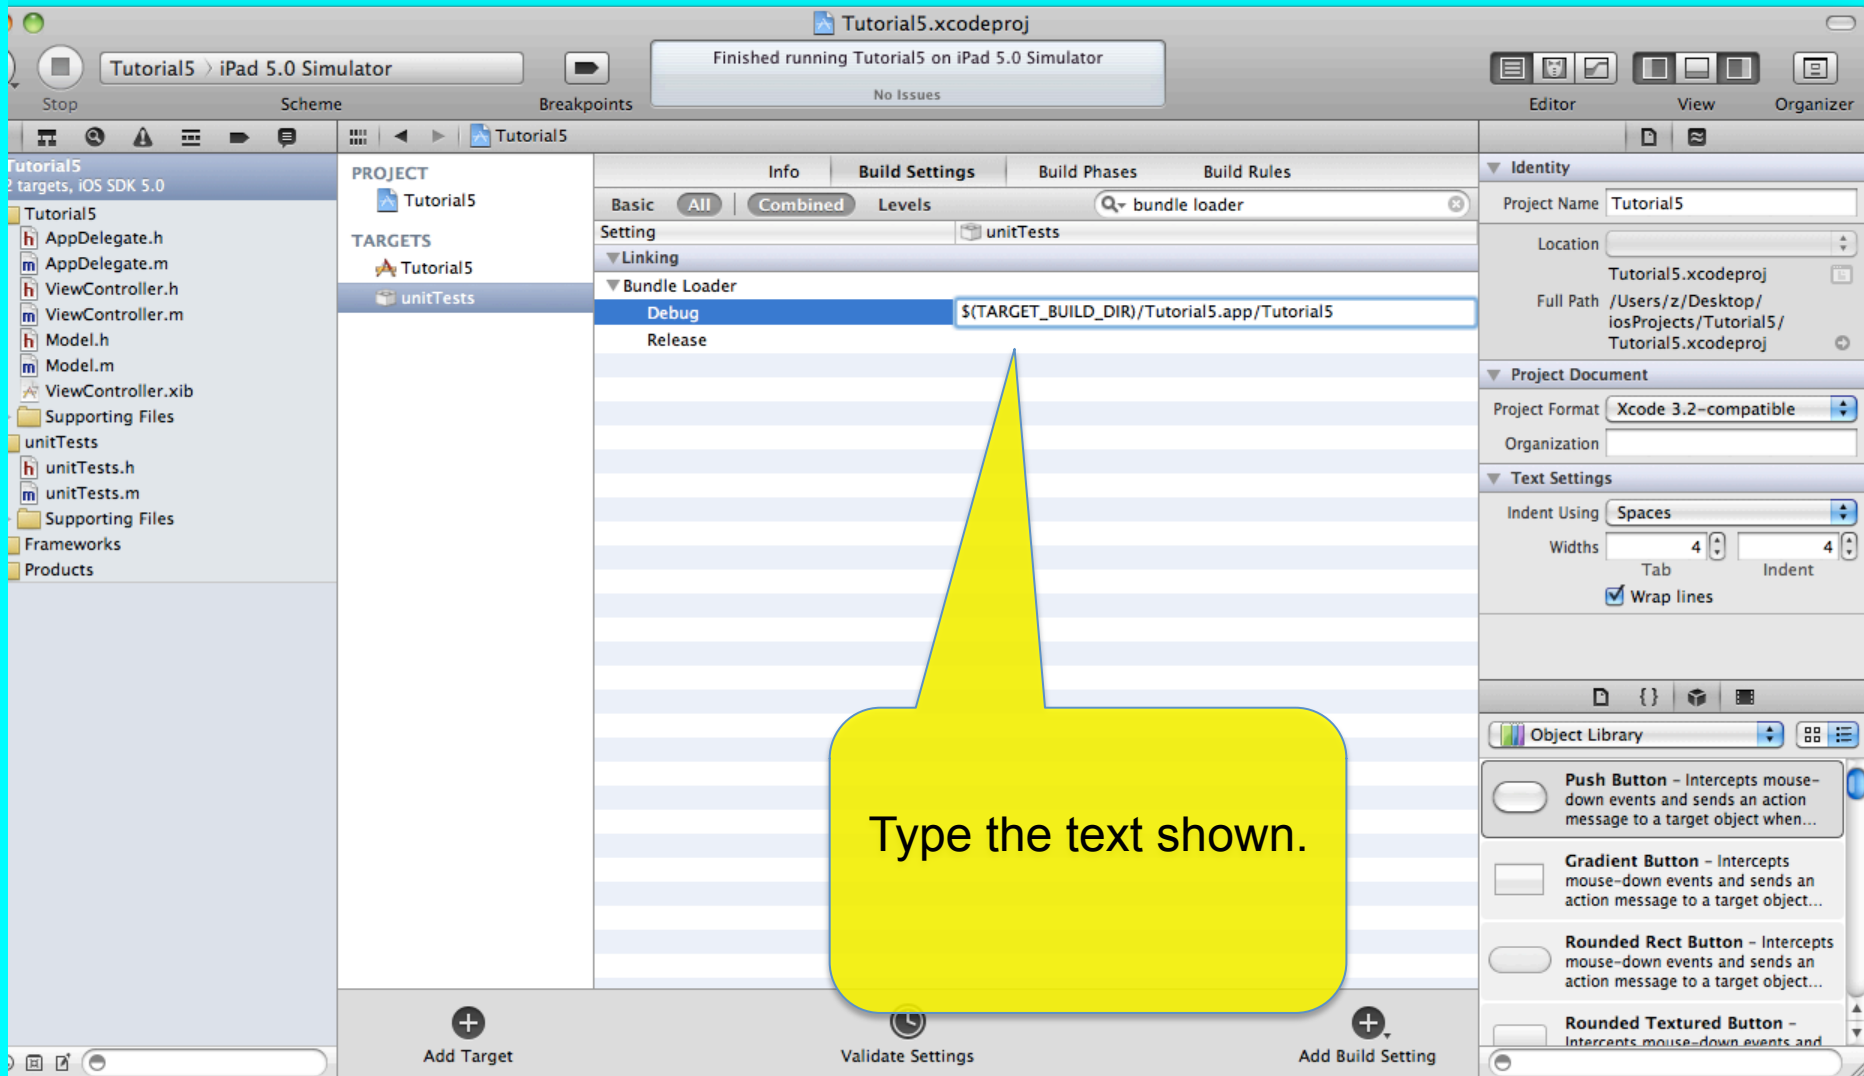 Tutorial5.xcodeproj
Tutorial5 iPad 5.0 Simulator
Finished running Tutorial5 on iPad 5.0 Simulator
No Issues
Stop Scheme Breakpoints Editor View Organizer
Tutorial5
Tutorial5
2 targets, iOS SDK 5.0
Tutorial5
AppDelegate.h
AppDelegate.m
ViewController.h
ViewController.m
Model.h
Model.m
ViewController.xib
Supporting Files
unitTests
unitTests.h
unitTests.m
Supporting Files
Frameworks
Products
PROJECT
Tutorial5
TARGETS
Tutorial5
unitTests
Info Build Settings Build Phases Build Rules
Basic All Combined Levels bundle loader
Setting unitTests
Linking
Bundle Loader
Debug $(TARGET_BUILD_DIR)/Tutorial5.app/Tutorial5
Release
Type the text shown.
Add Target Validate Settings Add Build Setting
Identity
Project Name Tutorial5
Location
Tutorial5.xcodeproj
Full Path /Users/z/Desktop/
iosProjects/Tutorial5/
Tutorial5.xcodeproj
Project Document
Project Format Xcode 3.2-compatible
Organization
Text Settings
Indent Using Spaces
Widths 4 4
Tab Indent
Wrap lines
{}
Object Library
Push Button - Intercepts mouse-
down events and sends an action
message to a target object when...
Gradient Button - Intercepts
mouse-down events and sends an
action message to a target object...
Rounded Rect Button - Intercepts
mouse-down events and sends an
action message to a target object...
Rounded Textured Button -
Intercepts mouse-down events and